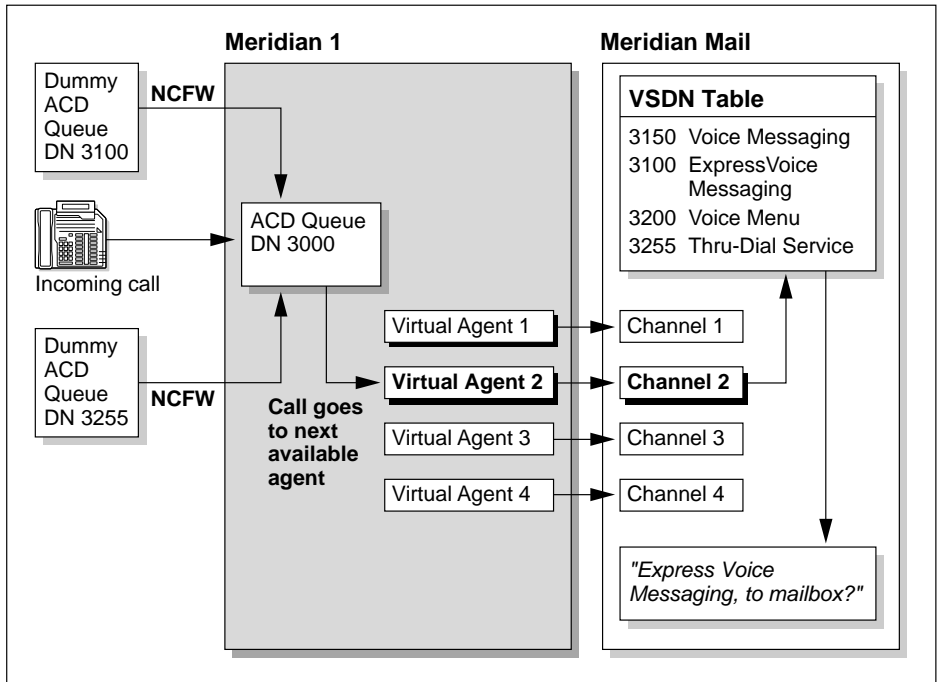 Meridian 1
Meridian Mail
Dummy
ACD
Queue
DN 3100
NCFW
Incoming call
Dummy
ACD
Queue
DN 3255
NCFW
ACD Queue
DN 3000
Call goes
to next
available
agent
Virtual Agent 1
Virtual Agent 2
Virtual Agent 3
Virtual Agent 4
VSDN Table
3150 Voice Messaging
3100 ExpressVoice
Messaging
3200 Voice Menu
3255 Thru-Dial Service
Channel 1
Channel 2
Channel 3
Channel 4
"Express Voice
Messaging, to mailbox?"